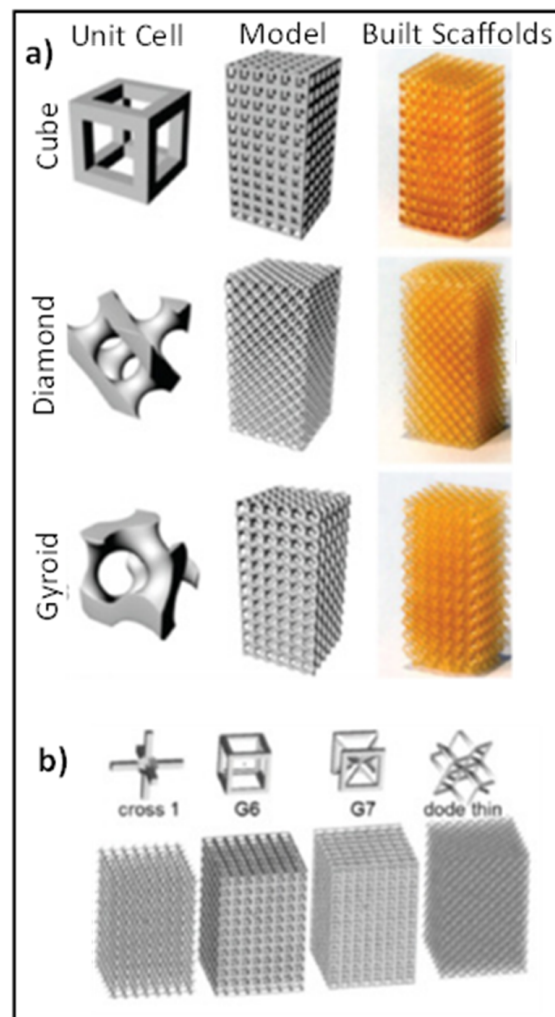 a)
Unit Cell Model Built Scaffolds
Cube
Diamond
Gyroid
b)
cross 1 G6 G7 dode thin